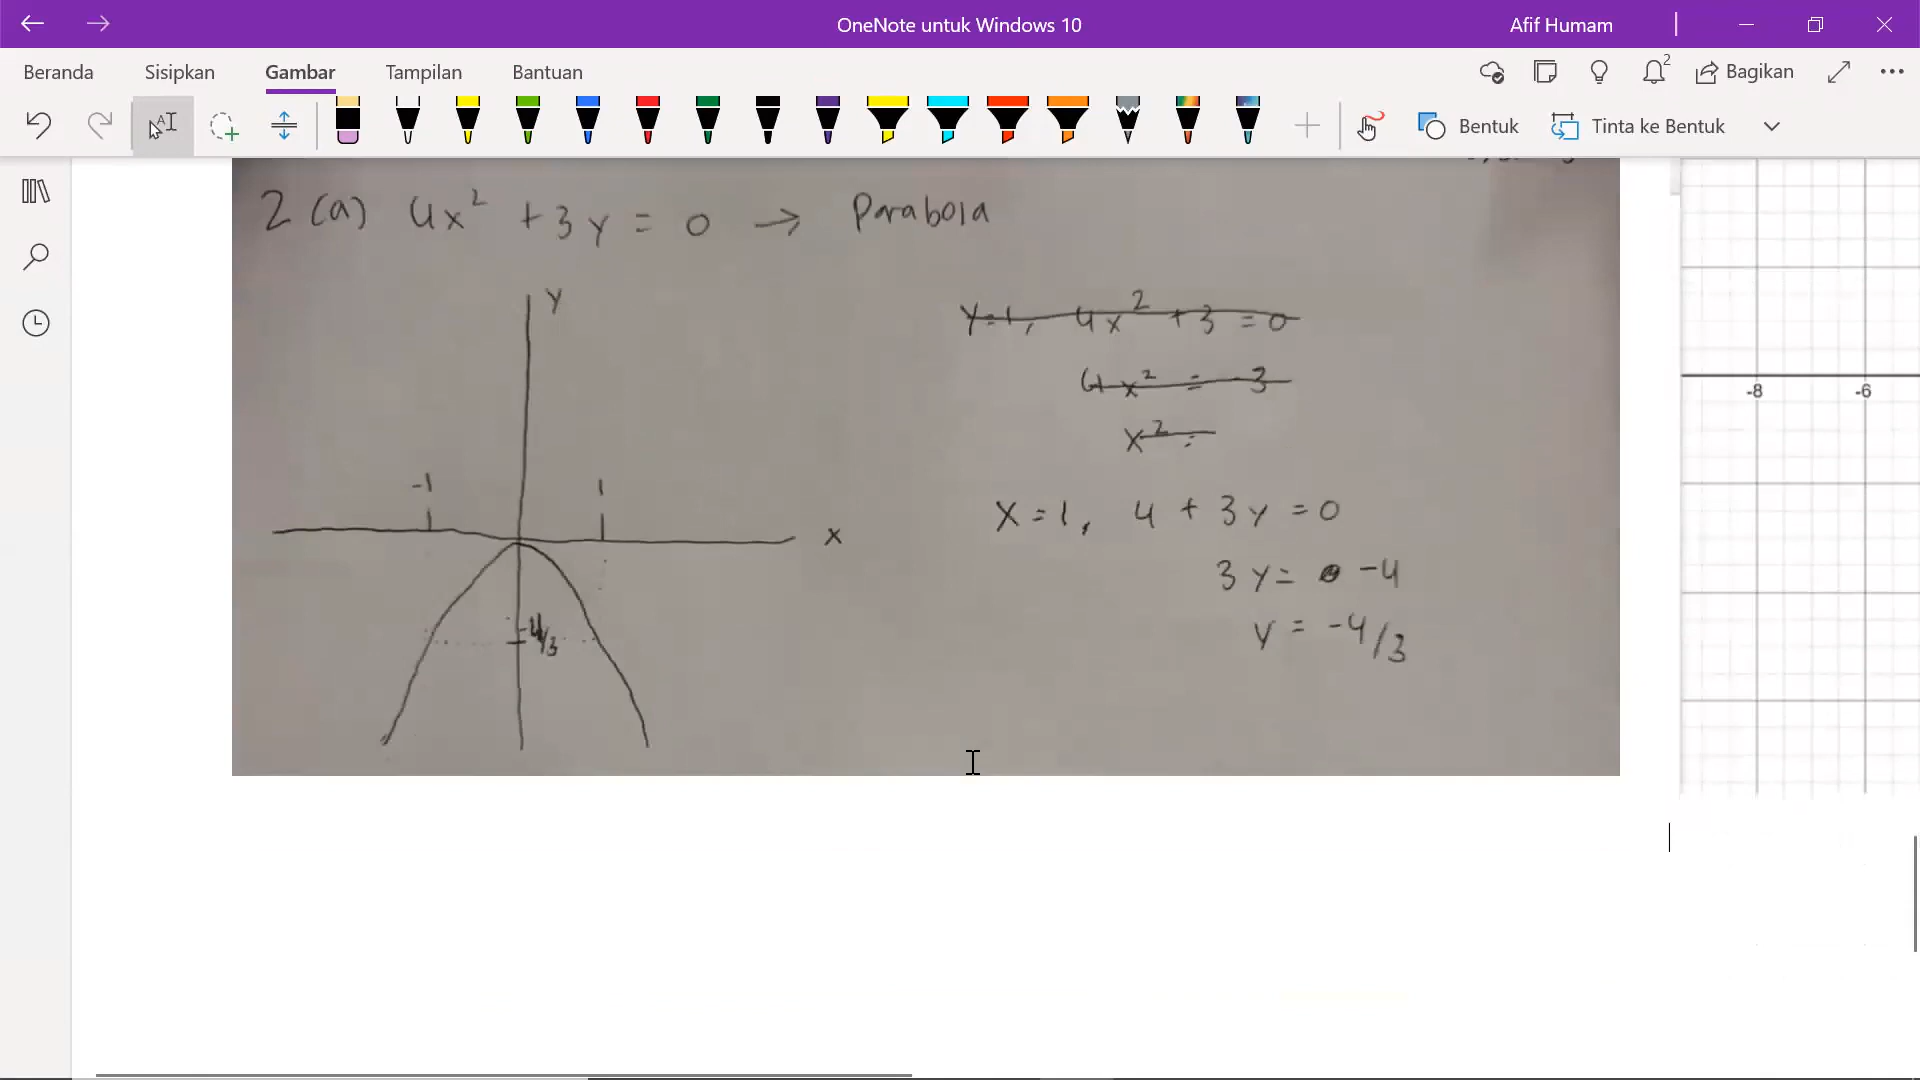 OneNote untuk Windows 10
Afif Humam
Beranda
Sisipkan
Gambar
Tampilan
Bantuan
2
Bagikan
Bentuk
Tinta ke Bentuk
2 (a) 4x² + 3y = 0 → Parabola
y
y=1, 4x² + 3 = 0
4x² = -3
x² =
-1
1
x
x = 1, 4 + 3y = 0
3y = -4
y = -4/3
-4/3
-8
-6